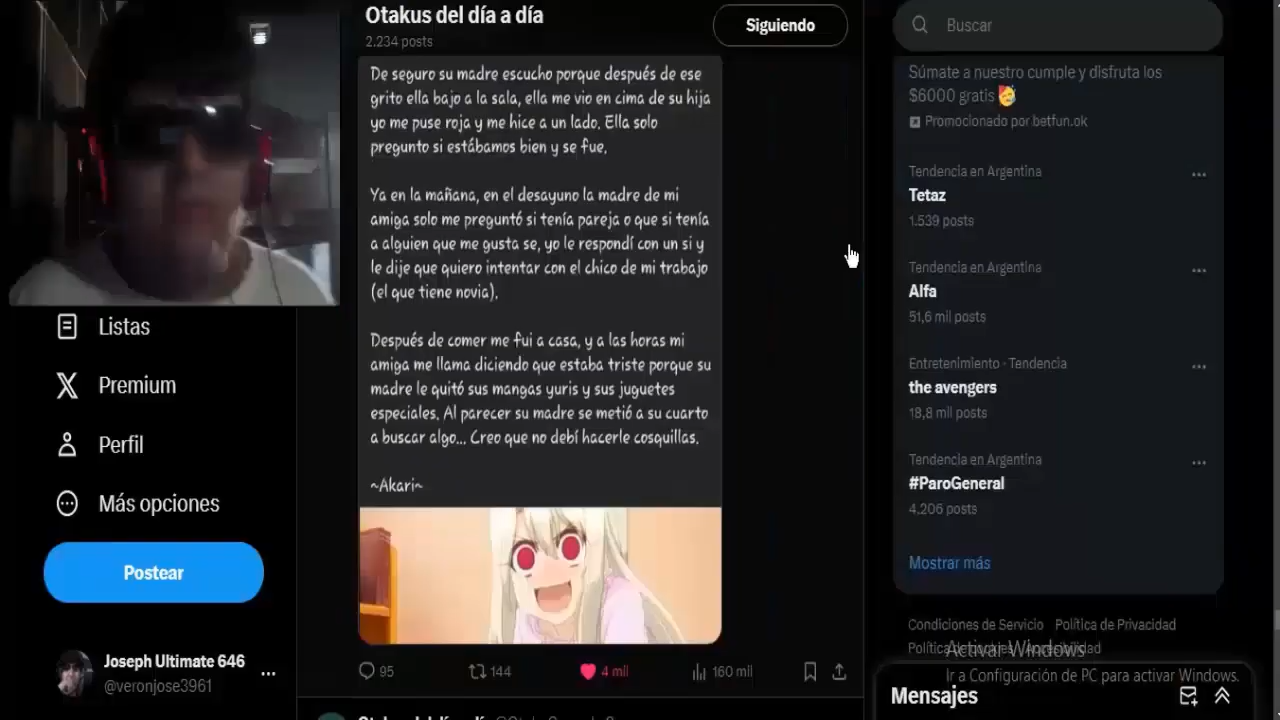 Otakus del día a día
2.234 posts
Siguiendo
De seguro su madre escucho porque después de ese
grito ella bajo a la sala, ella me vio en cima de su hija
yo me puse roja y me hice a un lado. Ella solo
pregunto si estábamos bien y se fue.
Ya en la mañana, en el desayuno la madre de mi
amiga solo me preguntó si tenía pareja o que si tenía
a alguien que me gusta se, yo le respondí con un si y
le dije que quiero intentar con el chico de mi trabajo
(el que tiene novia).
Después de comer me fui a casa, y a las horas mi
amiga me llama diciendo que estaba triste porque su
madre le quitó sus mangas yuris y sus juguetes
especiales. Al parecer su madre se metió a su cuarto
a buscar algo... Creo que no debí hacerle cosquillas.
~Akari~
95
144
4 mil
160 mil
Listas
Premium
Perfil
Más opciones
Postear
Joseph Ultimate 646
@veronjose3961
Buscar
Súmate a nuestro cumple y disfruta los
$6000 gratis
Promocionado por betfun.ok
Tendencia en Argentina
Tetaz
1.539 posts
Tendencia en Argentina
Alfa
51,6 mil posts
Entretenimiento · Tendencia
the avengers
18,8 mil posts
Tendencia en Argentina
#ParoGeneral
4.206 posts
Mostrar más
Condiciones de Servicio Política de Privacidad
Activar Windows
Ir a Configuración de PC para activar Windows.
Mensajes